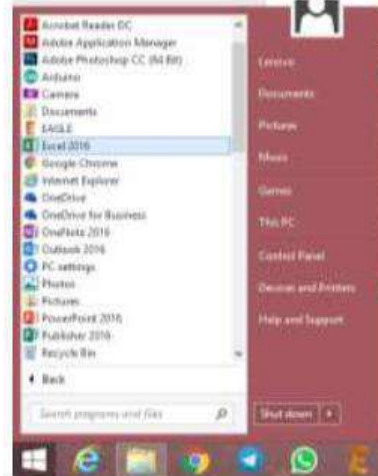 Acrobat Reader DC
Adobe Application Manager
Adobe Photoshop CC (64 Bit)
Arduino
Camera
Documents
EAGLE
Excel 2016
Google Chrome
Internet Explorer
OneDrive
OneDrive for Business
OneNote 2016
Outlook 2016
PC settings
Photos
Pictures
PowerPoint 2016
Publisher 2016
Recycle Bin
Back
Search programs and files
Lenovo
Documents
Pictures
Music
Games
This PC
Control Panel
Devices and Printers
Help and Support
Shut down